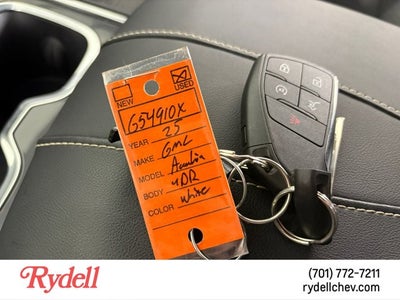 NEW
USED
G54910X
YEAR 25
MAKE GMC
MODEL Acadia
BODY 4DR
COLOR White
Rydell
(701) 772-7211
rydellchev.com